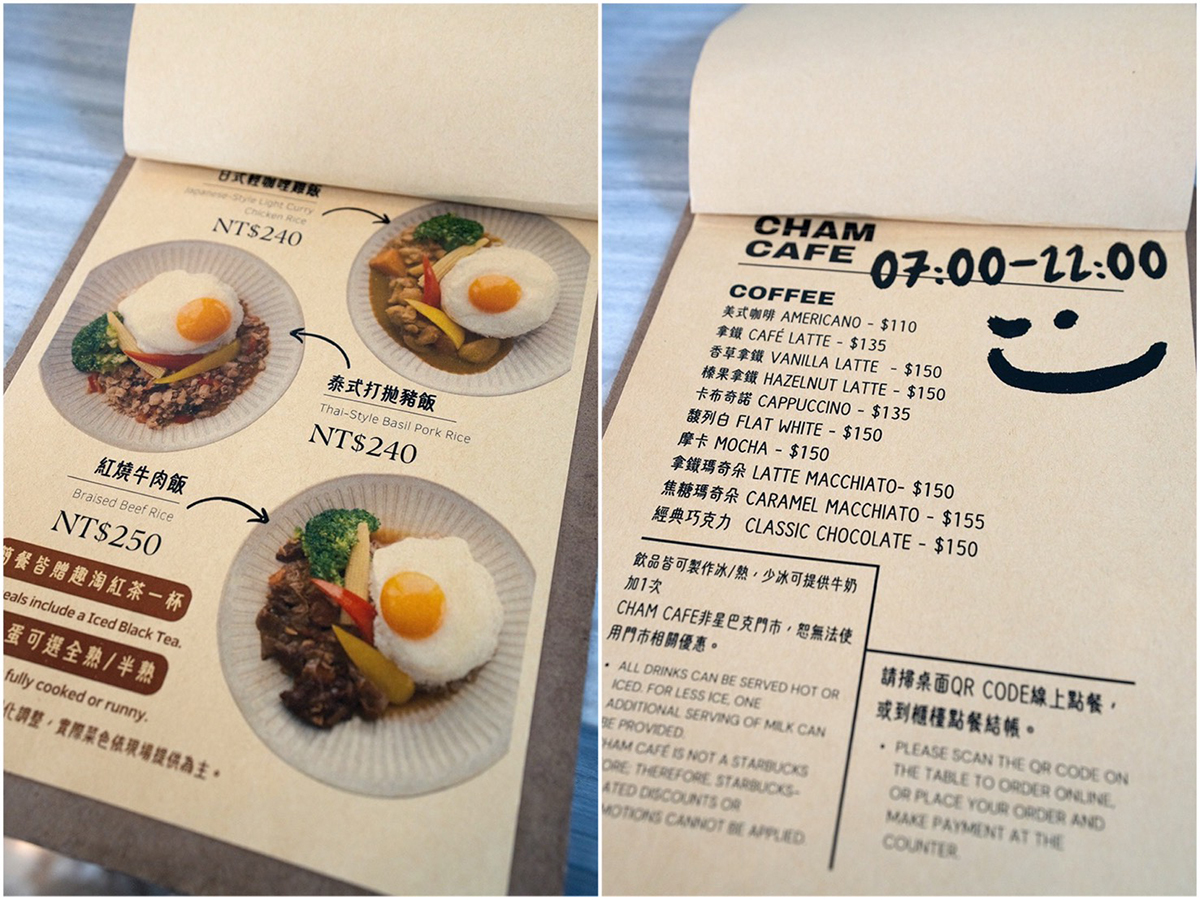 日式輕咖哩雞飯
Japanese-Style Light Curry
Chicken Rice
NT$240
泰式打拋豬飯
Thai-Style Basil Pork Rice
NT$240
紅燒牛肉飯
Braised Beef Rice
NT$250
餐皆贈趣淘紅茶一杯
eals include a Iced Black Tea.
蛋可選全熟/半熟
fully cooked or runny.
化調整，實際菜色依現場提供為主。
CHAM
CAFE
07:00-22:00
COFFEE
美式咖啡 AMERICANO - $110
拿鐵 CAFÉ LATTE - $135
香草拿鐵 VANILLA LATTE - $150
榛果拿鐵 HAZELNUT LATTE - $150
卡布奇諾 CAPPUCCINO - $135
馥列白 FLAT WHITE - $150
摩卡 MOCHA - $150
拿鐵瑪奇朵 LATTE MACCHIATO- $150
焦糖瑪奇朵 CARAMEL MACCHIATO - $155
經典巧克力 CLASSIC CHOCOLATE - $150
飲品皆可製作冰/熱，少冰可提供牛奶
加1次
CHAM CAFE非星巴克門市，恕無法使
用門市相關優惠。
• ALL DRINKS CAN BE SERVED HOT OR
ICED. FOR LESS ICE, ONE
ADDITIONAL SERVING OF MILK CAN
BE PROVIDED.
HAM CAFÉ IS NOT A STARBUCKS
ORE; THEREFORE, STARBUCKS-
ATED DISCOUNTS OR
MOTIONS CANNOT BE APPLIED.
請掃桌面QR CODE線上點餐，
或到櫃檯點餐結帳。
• PLEASE SCAN THE QR CODE ON
THE TABLE TO ORDER ONLINE,
OR PLACE YOUR ORDER AND
MAKE PAYMENT AT THE
COUNTER.